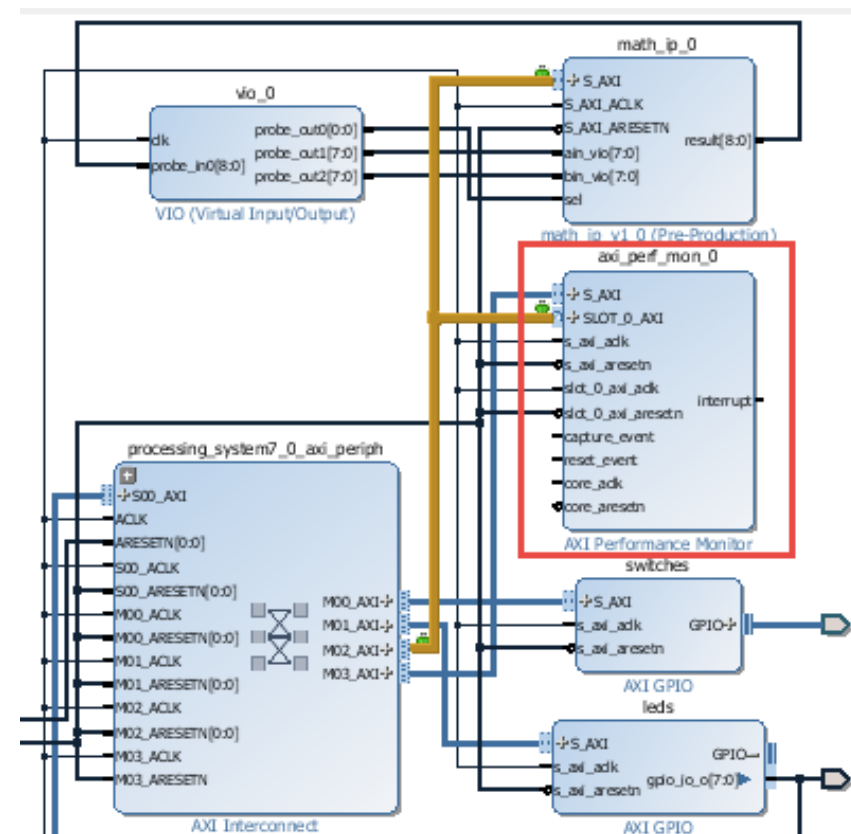 math_ip_0
S_AXI
S_AXI_ACLK
S_AXI_ARESETN
ain_vio[7:0]
bin_vio[7:0]
sel
result[8:0]
math_ip_v1_0 (Pre-Production)
vio_0
clk
probe_in0[8:0]
probe_out0[0:0]
probe_out1[7:0]
probe_out2[7:0]
VIO (Virtual Input/Output)
axi_perf_mon_0
S_AXI
SLOT_0_AXI
s_axi_aclk
s_axi_aresetn
slot_0_axi_aclk
slot_0_axi_aresetn
capture_event
reset_event
core_aclk
core_aresetn
interrupt
AXI Performance Monitor
processing_system7_0_axi_periph
S00_AXI
ACLK
ARESETN[0:0]
S00_ACLK
S00_ARESETN[0:0]
M00_ACLK
M00_ARESETN[0:0]
M01_ACLK
M01_ARESETN[0:0]
M02_ACLK
M02_ARESETN[0:0]
M03_ACLK
M03_ARESETN
M00_AXI
M01_AXI
M02_AXI
M03_AXI
AXI Interconnect
switches
S_AXI
s_axi_aclk
s_axi_aresetn
GPIO
AXI GPIO
leds
S_AXI
s_axi_aclk
s_axi_aresetn
GPIO
gpio_io_o[7:0]
AXI GPIO